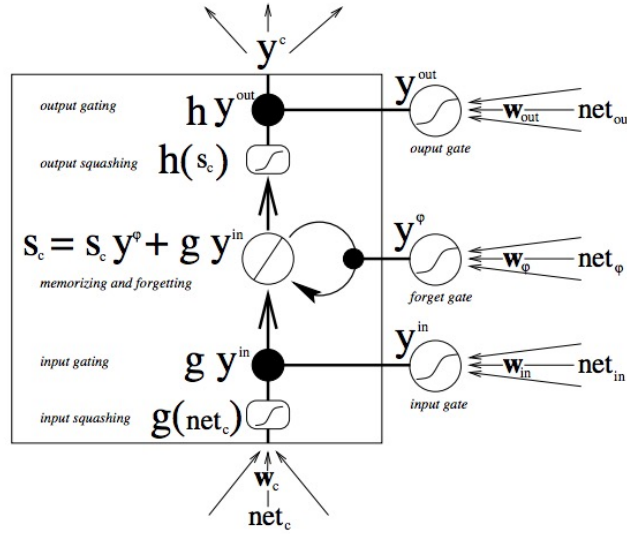 y^c
output gating
h y^out
y^out
w_out
net_ou
output squashing
h(s_c)
ouput gate
s_c = s_c y^φ + g y^in
memorizing and forgetting
y^φ
w_φ
net_φ
forget gate
input gating
g y^in
y^in
w_in
net_in
input squashing
g(net_c)
input gate
w_c
net_c